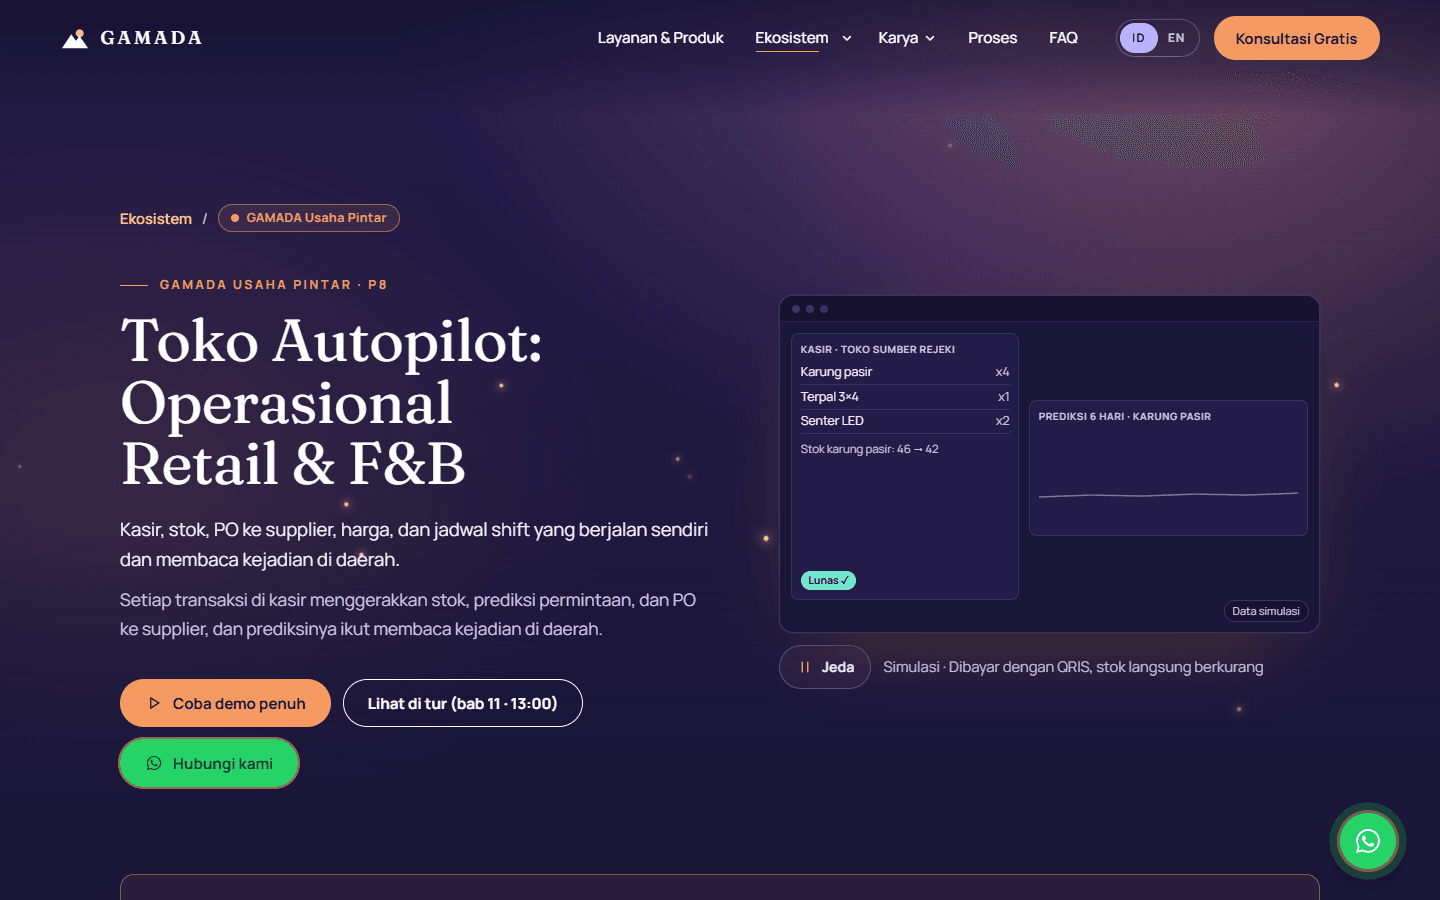 GAMADA
Layanan & Produk
Ekosistem
Karya
Proses
FAQ
ID
EN
Konsultasi Gratis
Ekosistem / GAMADA Usaha Pintar
GAMADA USAHA PINTAR · P8
Toko Autopilot:
Operasional
Retail & F&B
Kasir, stok, PO ke supplier, harga, dan jadwal shift yang berjalan sendiri
dan membaca kejadian di daerah.
Setiap transaksi di kasir menggerakkan stok, prediksi permintaan, dan PO
ke supplier, dan prediksinya ikut membaca kejadian di daerah.
Coba demo penuh
Lihat di tur (bab 11 · 13:00)
Hubungi kami
KASIR · TOKO SUMBER REJEKI
Karung pasir x4
Terpal 3×4 x1
Senter LED x2
Stok karung pasir: 46 → 42
Lunas ✓
PREDIKSI 6 HARI · KARUNG PASIR
Data simulasi
Jeda
Simulasi · Dibayar dengan QRIS, stok langsung berkurang